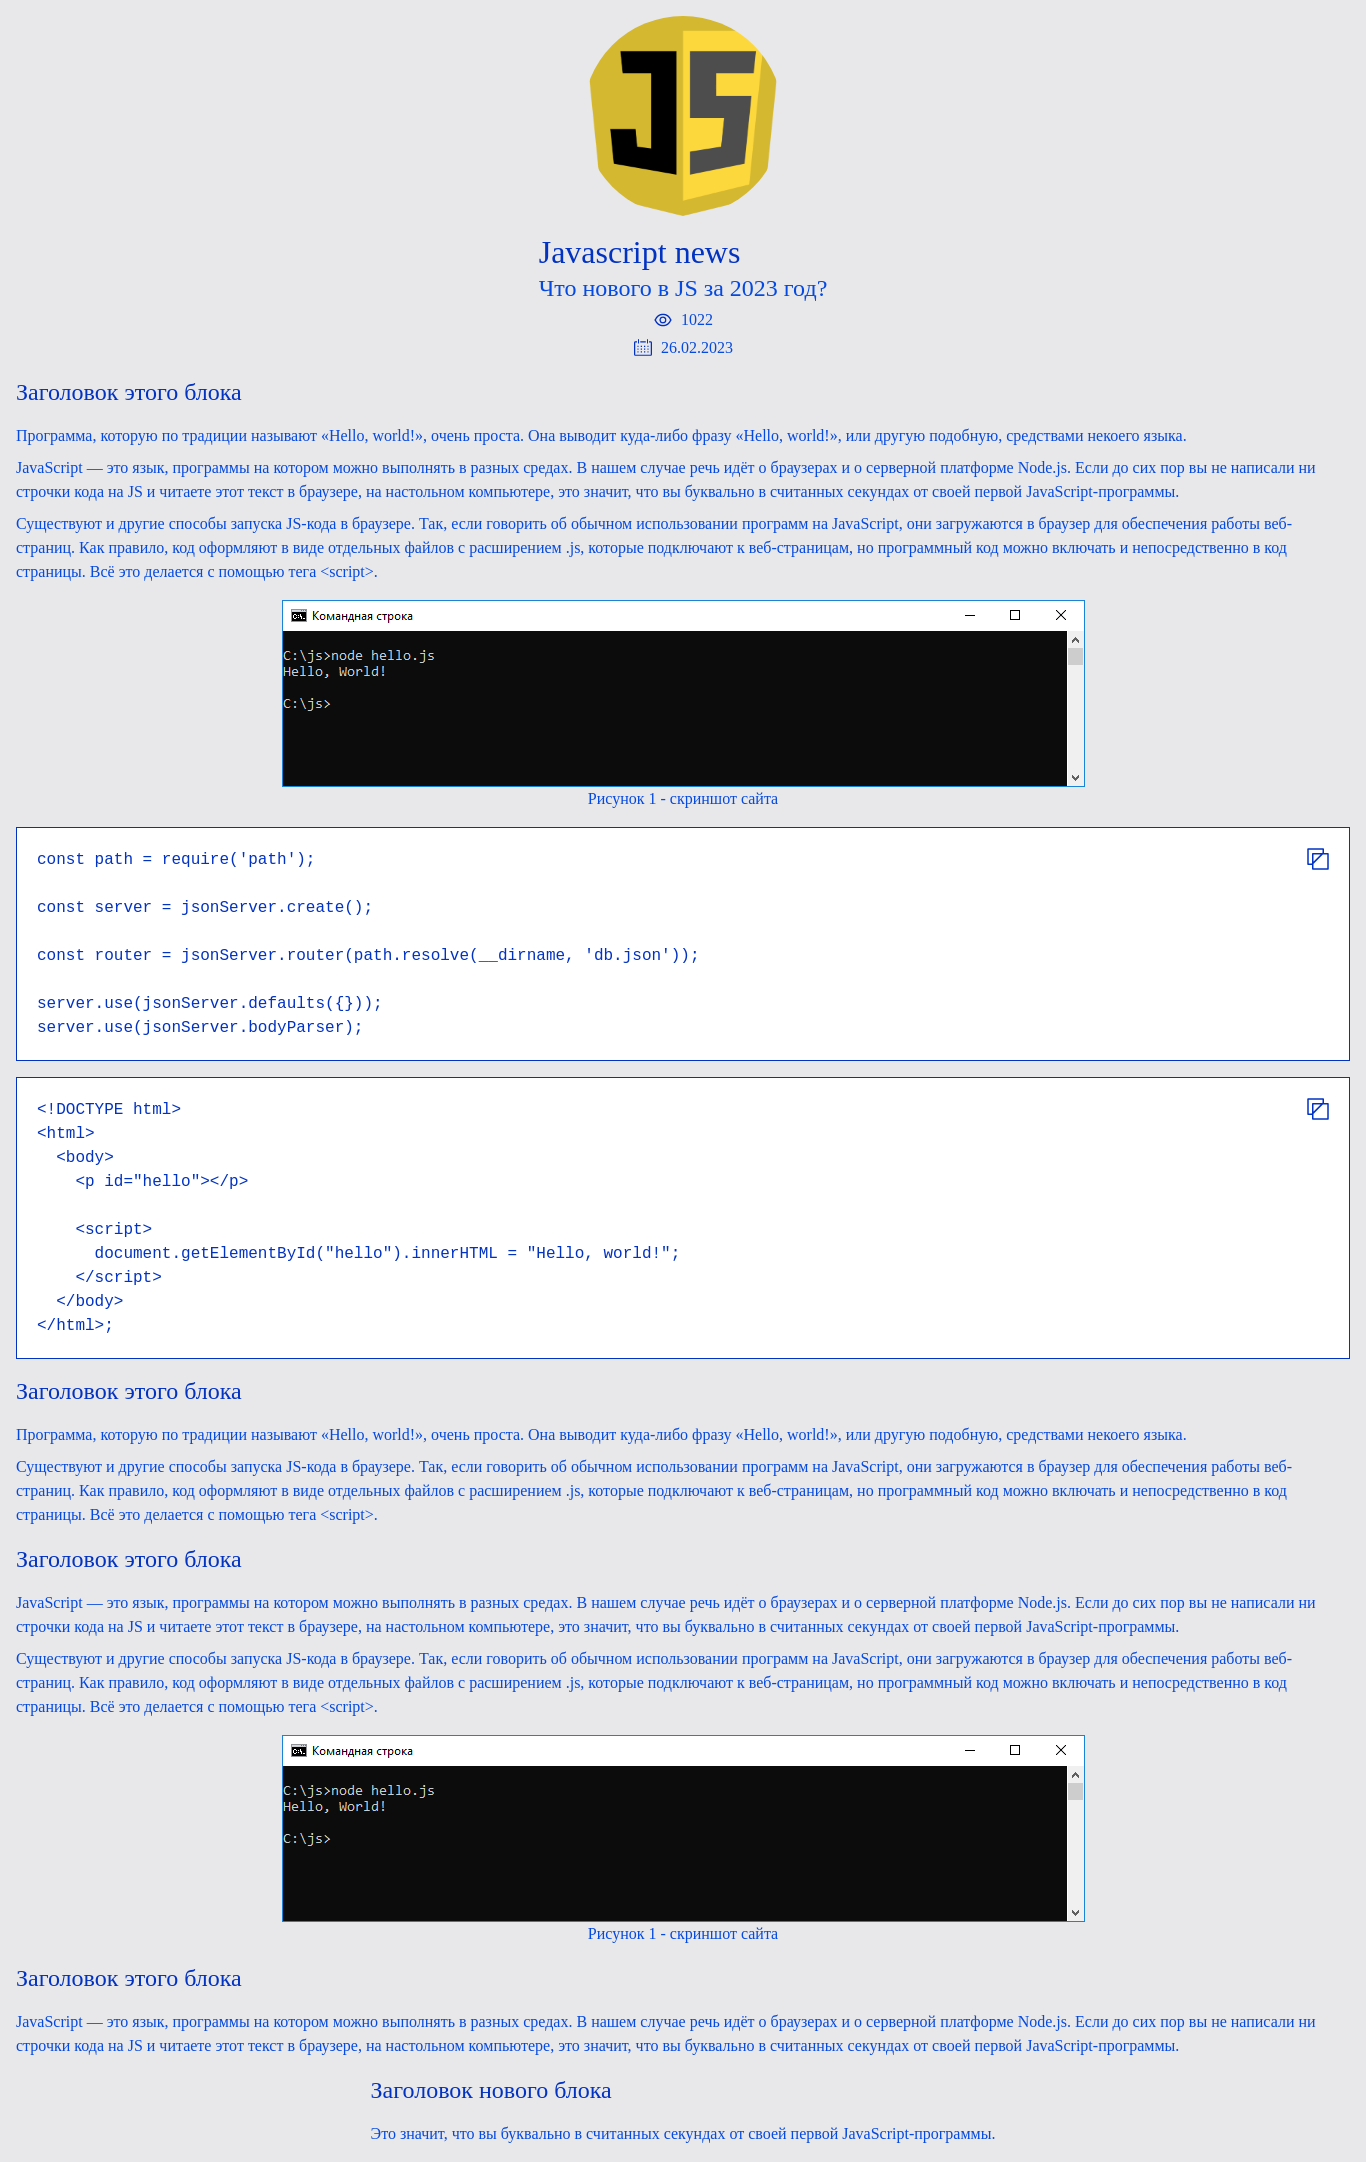 JS
Javascript news
Что нового в JS за 2023 год?
1022
26.02.2023
Заголовок этого блока
Программа, которую по традиции называют «Hello, world!», очень проста. Она выводит куда-либо фразу «Hello, world!», или другую подобную, средствами некоего языка.
JavaScript — это язык, программы на котором можно выполнять в разных средах. В нашем случае речь идёт о браузерах и о серверной платформе Node.js. Если до сих пор вы не написали ни
строчки кода на JS и читаете этот текст в браузере, на настольном компьютере, это значит, что вы буквально в считанных секундах от своей первой JavaScript-программы.
Существуют и другие способы запуска JS-кода в браузере. Так, если говорить об обычном использовании программ на JavaScript, они загружаются в браузер для обеспечения работы веб-
страниц. Как правило, код оформляют в виде отдельных файлов с расширением .js, которые подключают к веб-страницам, но программный код можно включать и непосредственно в код
страницы. Всё это делается с помощью тега <script>.
Командная строка
C:\js>node hello.js
Hello, World!
C:\js>
Рисунок 1 - скриншот сайта
const path = require('path');
const server = jsonServer.create();
const router = jsonServer.router(path.resolve(__dirname, 'db.json'));
server.use(jsonServer.defaults({}));
server.use(jsonServer.bodyParser);
<!DOCTYPE html>
<html>
  <body>
    <p id="hello"></p>
    <script>
      document.getElementById("hello").innerHTML = "Hello, world!";
    </script>
  </body>
</html>;
Заголовок этого блока
Программа, которую по традиции называют «Hello, world!», очень проста. Она выводит куда-либо фразу «Hello, world!», или другую подобную, средствами некоего языка.
Существуют и другие способы запуска JS-кода в браузере. Так, если говорить об обычном использовании программ на JavaScript, они загружаются в браузер для обеспечения работы веб-
страниц. Как правило, код оформляют в виде отдельных файлов с расширением .js, которые подключают к веб-страницам, но программный код можно включать и непосредственно в код
страницы. Всё это делается с помощью тега <script>.
Заголовок этого блока
JavaScript — это язык, программы на котором можно выполнять в разных средах. В нашем случае речь идёт о браузерах и о серверной платформе Node.js. Если до сих пор вы не написали ни
строчки кода на JS и читаете этот текст в браузере, на настольном компьютере, это значит, что вы буквально в считанных секундах от своей первой JavaScript-программы.
Существуют и другие способы запуска JS-кода в браузере. Так, если говорить об обычном использовании программ на JavaScript, они загружаются в браузер для обеспечения работы веб-
страниц. Как правило, код оформляют в виде отдельных файлов с расширением .js, которые подключают к веб-страницам, но программный код можно включать и непосредственно в код
страницы. Всё это делается с помощью тега <script>.
Командная строка
C:\js>node hello.js
Hello, World!
C:\js>
Рисунок 1 - скриншот сайта
Заголовок этого блока
JavaScript — это язык, программы на котором можно выполнять в разных средах. В нашем случае речь идёт о браузерах и о серверной платформе Node.js. Если до сих пор вы не написали ни
строчки кода на JS и читаете этот текст в браузере, на настольном компьютере, это значит, что вы буквально в считанных секундах от своей первой JavaScript-программы.
Заголовок нового блока
Это значит, что вы буквально в считанных секундах от своей первой JavaScript-программы.